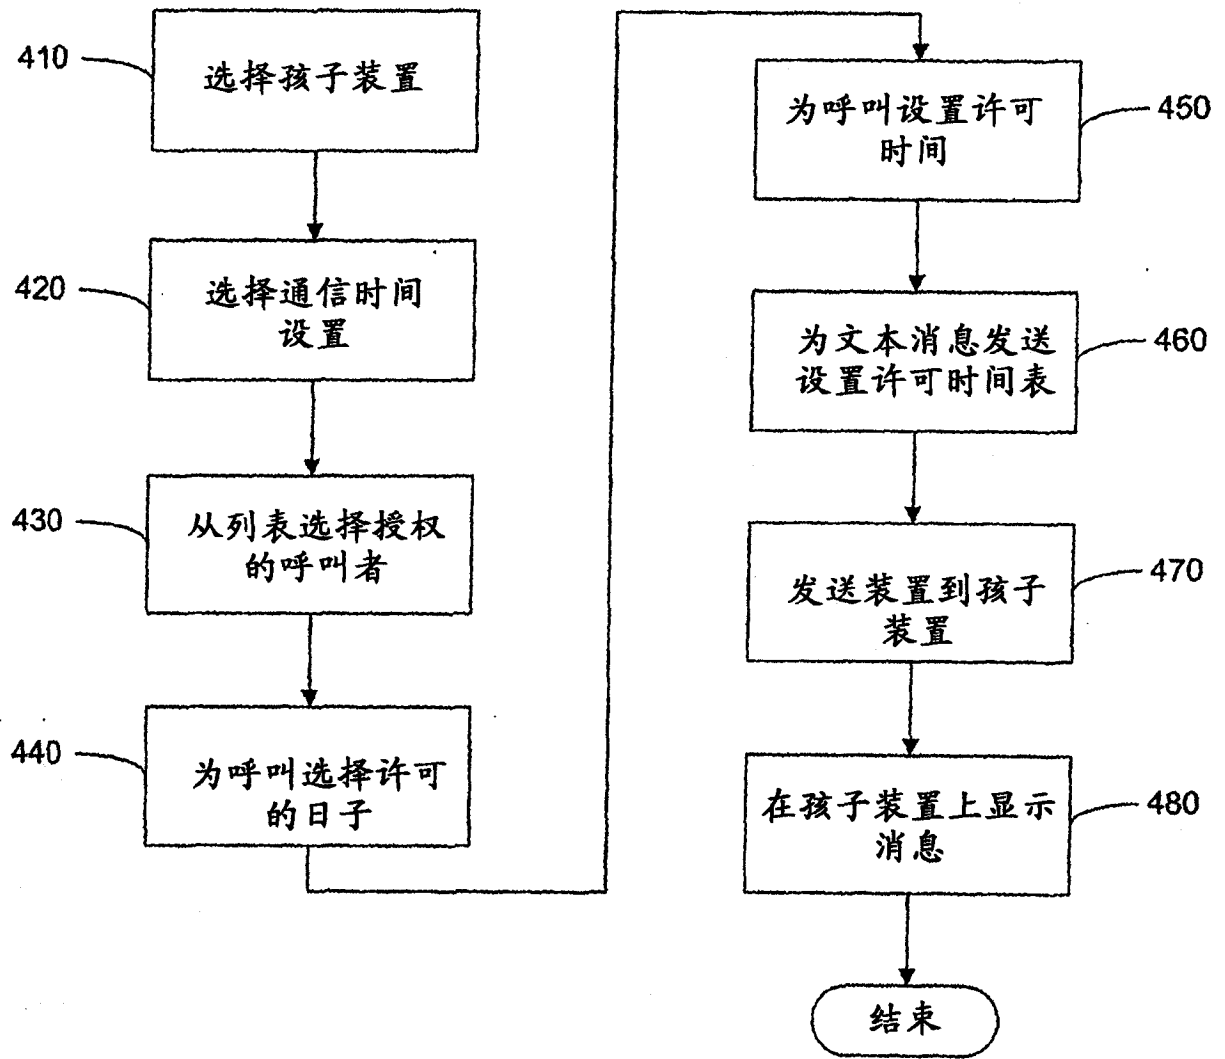 410
选择孩子装置
420
选择通信时间
设置
430
从列表选择授权
的呼叫者
440
为呼叫选择许可
的日子
450
为呼叫设置许可
时间
460
为文本消息发送
设置许可时间表
470
发送装置到孩子
装置
480
在孩子装置上显示
消息
结束